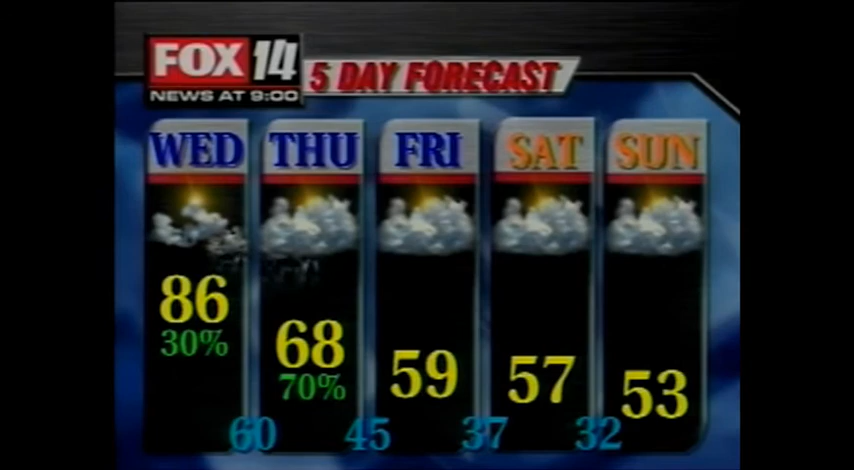 FOX 14
NEWS AT 9:00
5 DAY FORECAST
WED THU FRI SAT SUN
86 68 59 57 53
30% 70%
60 45 37 32